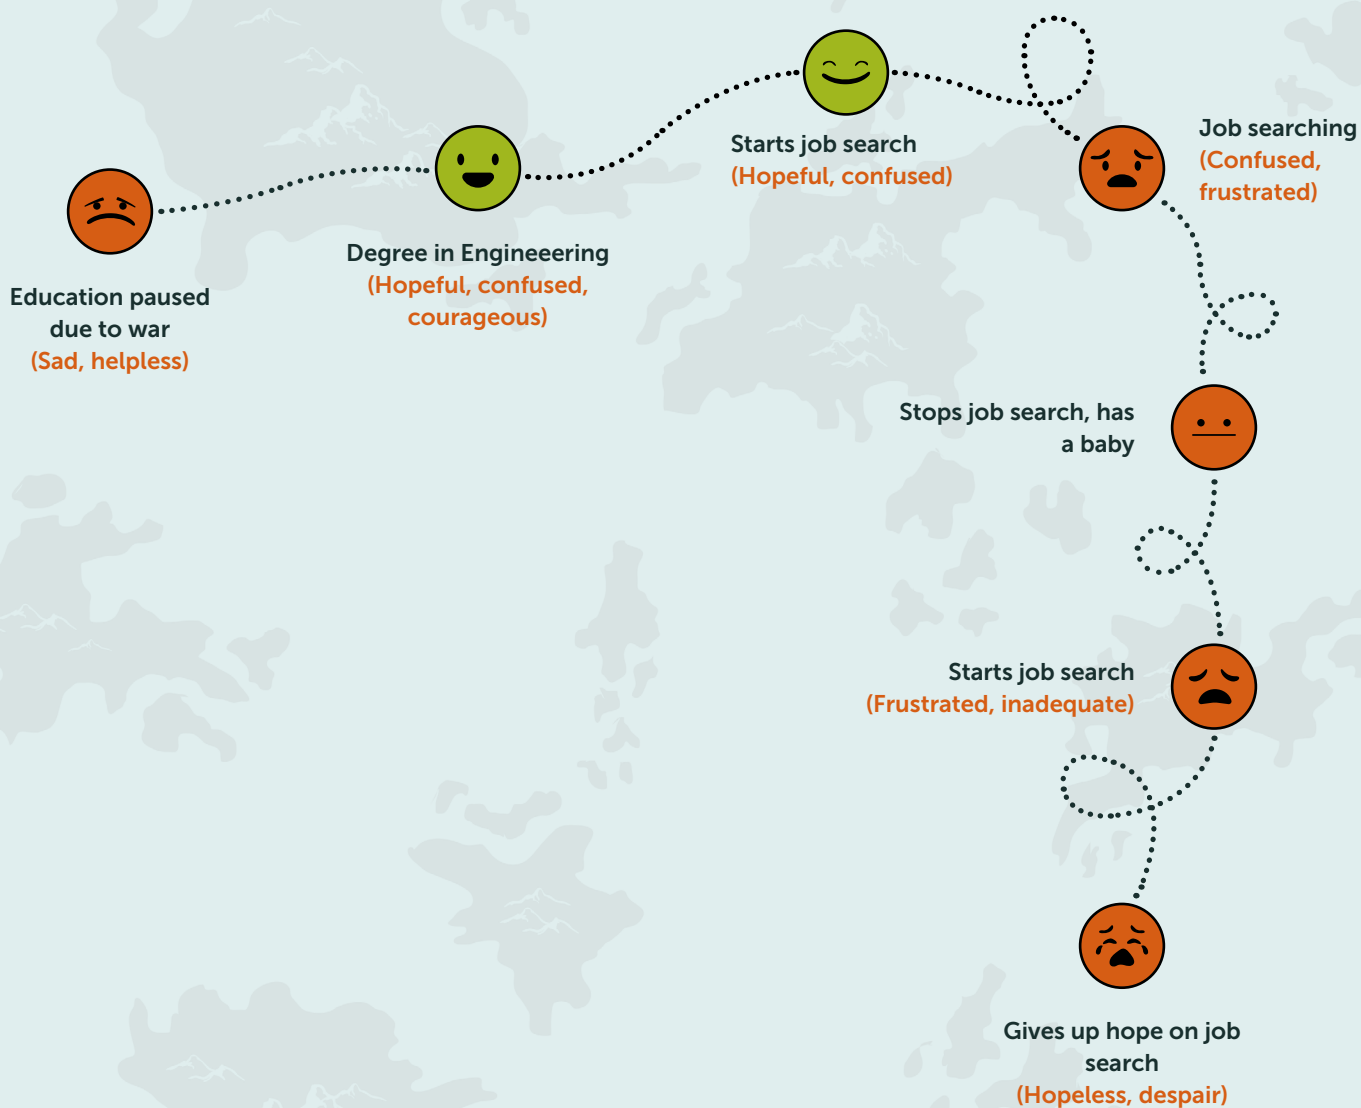 Education paused
due to war
(Sad, helpless)
Degree in Engineeering
(Hopeful, confused,
courageous)
Starts job search
(Hopeful, confused)
Job searching
(Confused,
frustrated)
Stops job search, has
a baby
Starts job search
(Frustrated, inadequate)
Gives up hope on job
search
(Hopeless, despair)